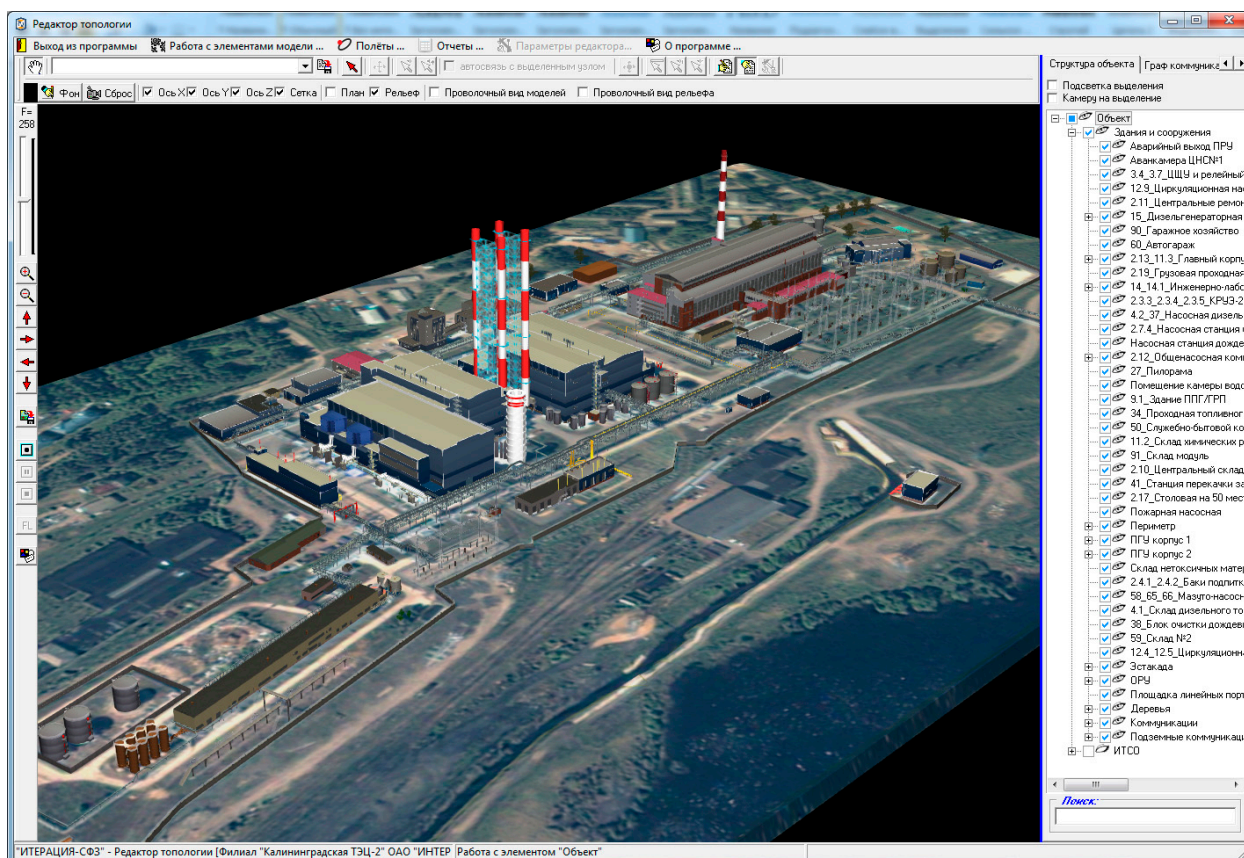 Редактор топологии
Выход из программы Работа с элементами модели ... Полёты... Отчеты ... Параметры редактора... О программе ...
автосвязь с выделенным узлом
Фон Сброс Ось X Ось Y Ось Z Сетка План Рельеф Проволочный вид моделей Проволочный вид рельефа
F=
258
FL
Структура объекта Граф коммуника
Подсветка выделения
Камеру на выделение
Объект
Здания и сооружения
Аварийный выход ПРУ
Аванкамера ЦНС№1
3.4_3.7_ЦЩУ и релейный
12.9_Циркуляционная нас
2.11_Центральные ремон
15_Дизельгенераторная
90_Гаражное хозяйство
60_Автогараж
2.13_11.3_Главный корпу
2.19_Грузовая проходная
14_14.1_Инженерно-лабо
2.3.3_2.3.4_2.3.5_КРУЭ-2
4.2_37_Насосная дизель
2.7.4_Насосная станция
Насосная станция дожде
2.12_Общенасосная комп
27_Пилорама
Помещение камеры водо
9.1_Здание ППГ/ГРП
34_Проходная топливног
50_Служебно-бытовой ко
11.2_Склад химических р
91_Склад модуль
2.10_Центральный склад
41_Станция перекачки за
2.17_Столовая на 50 мест
Пожарная насосная
Периметр
ПГУ корпус 1
ПГУ корпус 2
Склад нетоксичных матер
2.4.1_2.4.2_Баки подпитк
58_65_66_Мазуто-насосн
4.1_Склад дизельного то
38_Блок очистки дождев
59_Склад №2
12.4_12.5_Циркуляционн
Эстакада
ОРУ
Площадка линейных порт
Деревья
Коммуникации
Подземные коммуникаци
ИТСО
Поиск:
"ИТЕРАЦИЯ-СФЗ" - Редактор топологии [Филиал "Калининградская ТЭЦ-2" ОАО "ИНТЕР Работа с элементом "Объект"